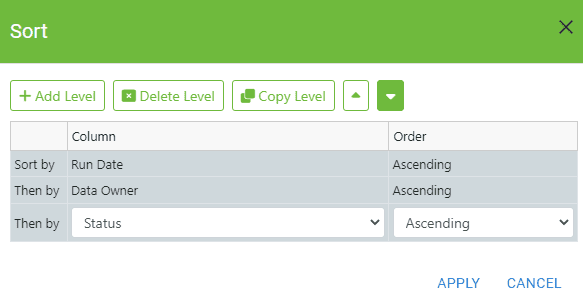 Sort
Add Level Delete Level Copy Level
Column Order
Sort by Run Date Ascending
Then by Data Owner Ascending
Then by Status Ascending
APPLY CANCEL